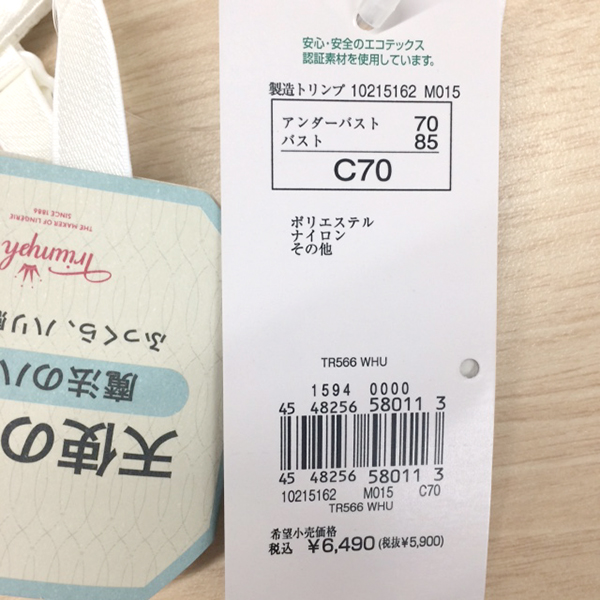 安心・安全のエコテックス
認証素材を使用しています。
製造トリンプ 10215162 M015
アンダーバスト 70
バスト 85
C70
ポリエステル
ナイロン
その他
TR566 WHU
1594 0000
45 48256 58011 3
45 48256 58011 3
10215162 M015 C70
TR566 WHU
希望小売価格
税込 ¥6,490(税抜¥5,900)
Triumph
THE MAKER OF LINGERIE
SINCE 1886
ふっくら、ハリ
魔法の
天使の